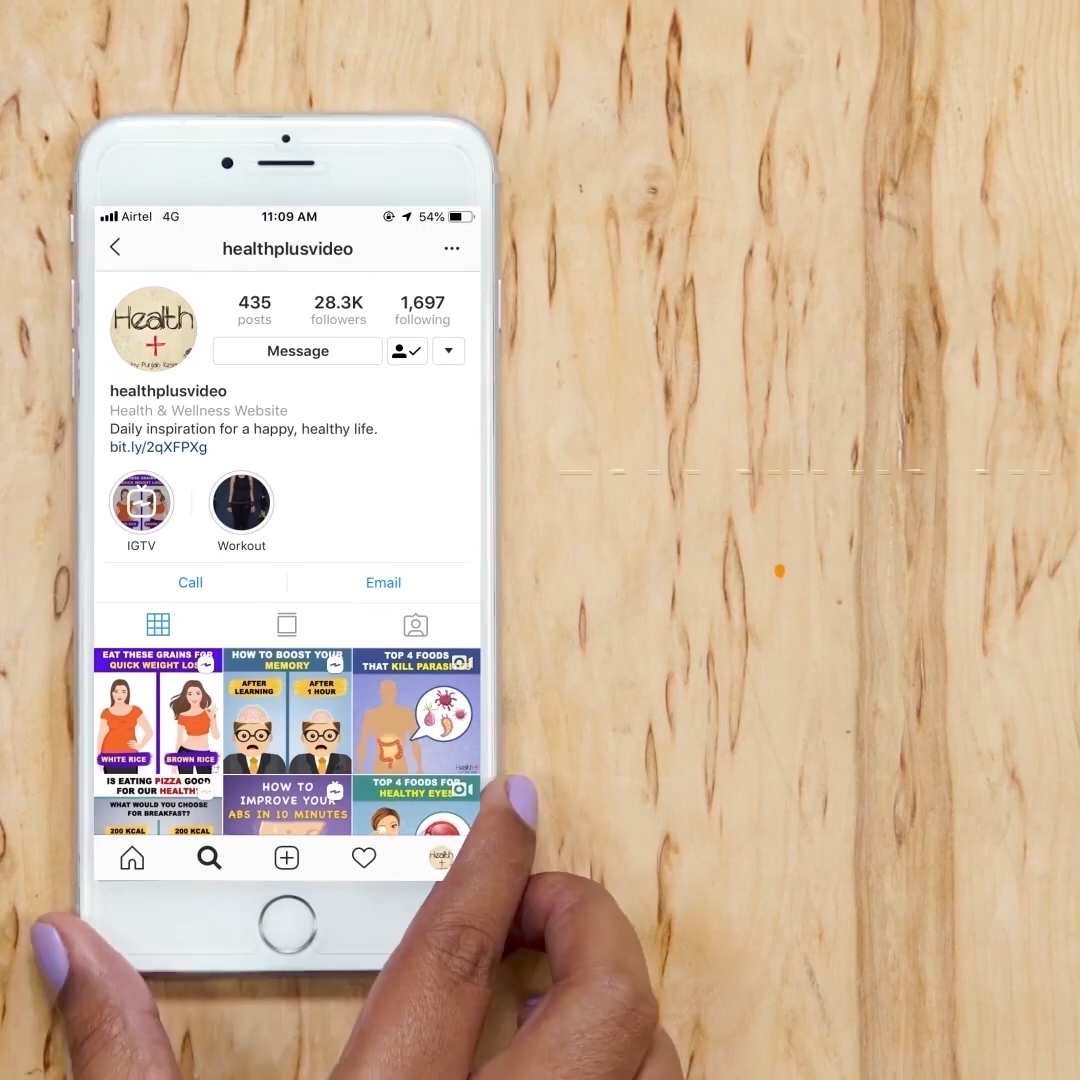 Airtel 4G 11:09 AM 54%
healthplusvideo
435 28.3K 1,697
posts followers following
Health
+
Message
healthplusvideo
Health & Wellness Website
Daily inspiration for a happy, healthy life.
bit.ly/2qXFPXg
IGTV Workout
Call Email
EAT THESE GRAINS FOR
QUICK WEIGHT LOSS
WHITE RICE BROWN RICE
HOW TO BOOST YOUR
MEMORY
AFTER
LEARNING
AFTER
1 HOUR
TOP 4 FOODS
THAT KILL PARASITES
IS EATING PIZZA GOOD
FOR OUR HEALTH?
WHAT WOULD YOU CHOOSE
FOR BREAKFAST?
200 KCAL 200 KCAL
HOW TO
IMPROVE YOUR
ABS IN 10 MINUTES
TOP 4 FOODS FOR
HEALTHY EYES
Health
+